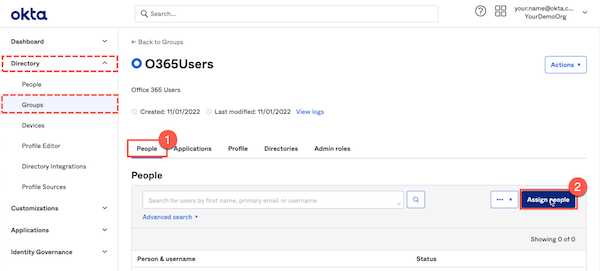 okta
Search...
your.name@okta.c...
YourDemoOrg
Dashboard
Directory
People
Groups
Devices
Profile Editor
Directory Integrations
Profile Sources
Customizations
Applications
Identity Governance
← Back to Groups
O365Users
Actions
Office 365 Users
Created: 11/01/2022 Last modified: 11/01/2022 View logs
1
People Applications Profile Directories Admin roles
People
2
Search for users by first name, primary email or username
Assign people
Advanced search
Showing 0 of 0
Person & username Status